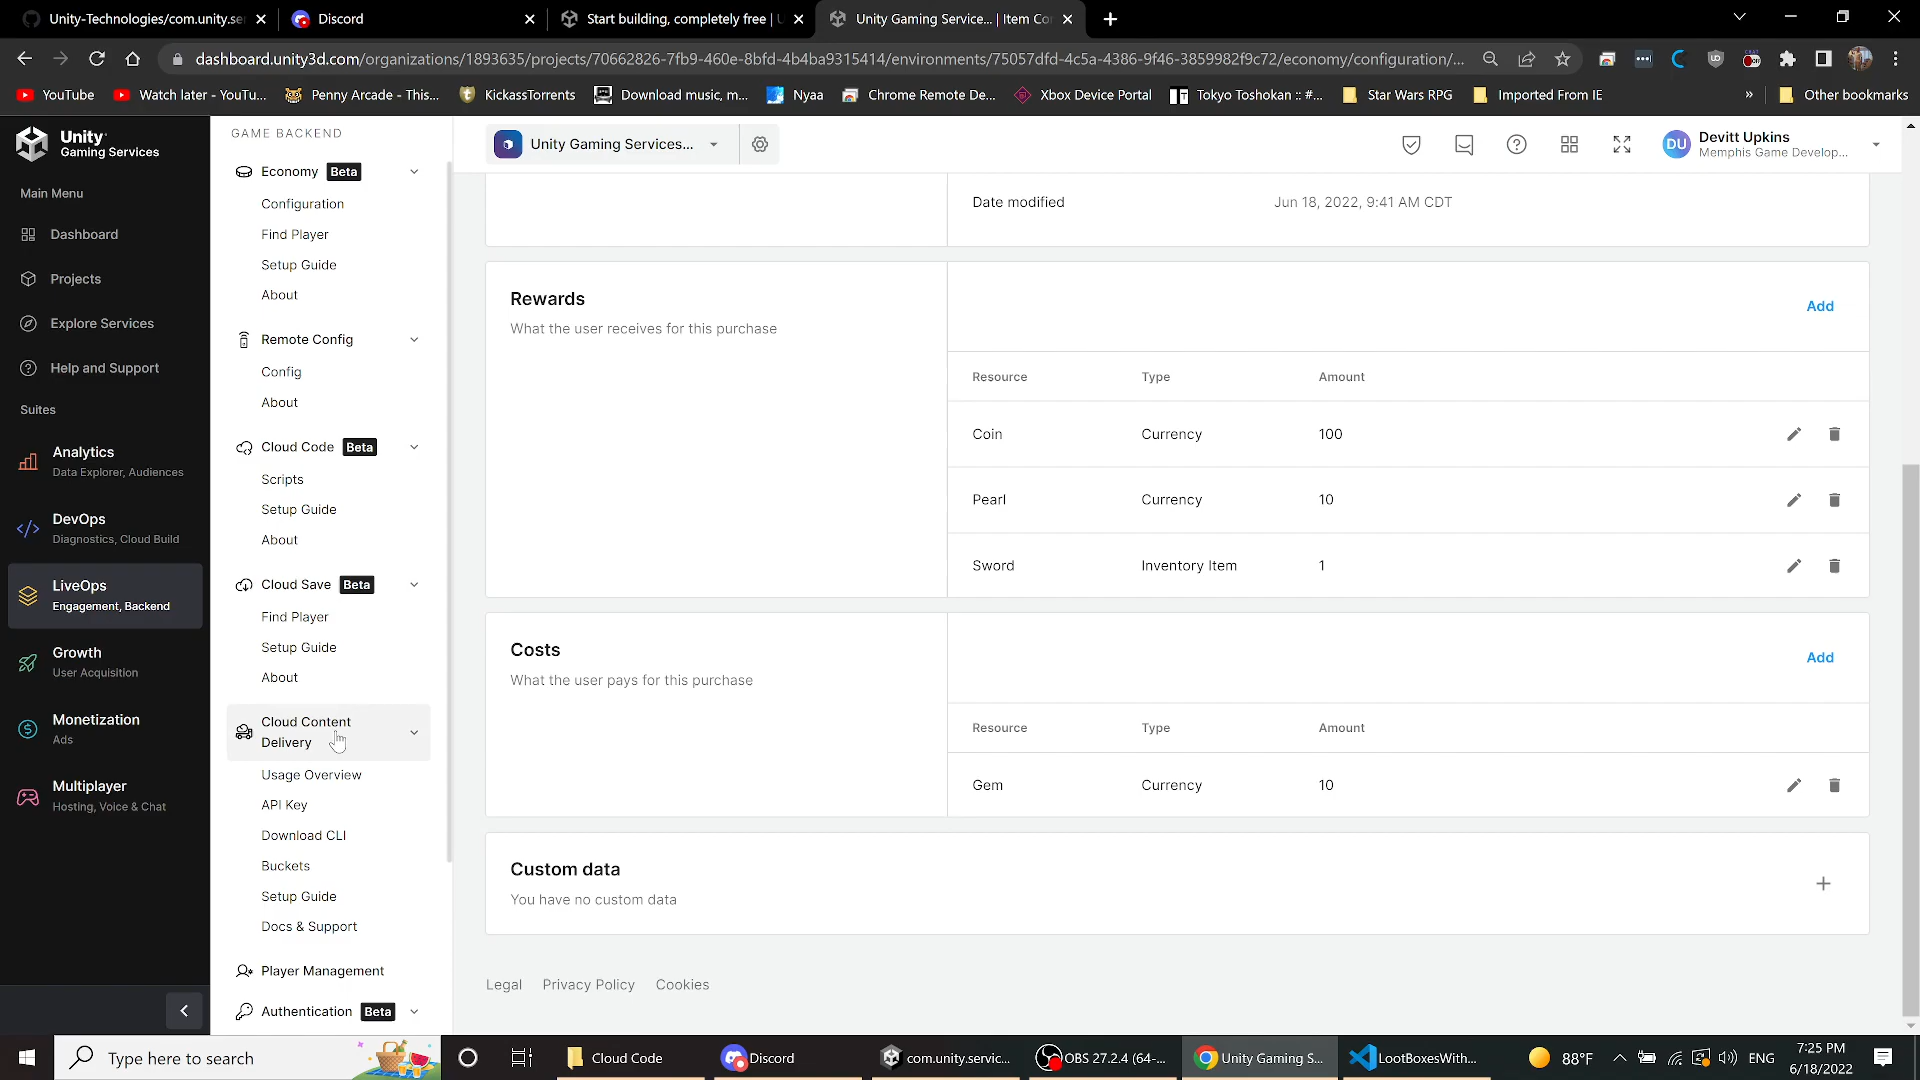 Unity-Technologies/com.unity.se
Discord
Start building, completely free | U
Unity Gaming Service... | Item Co
dashboard.unity3d.com/organizations/1893635/projects/70662826-7fb9-460e-8bfd-4b4ba9315414/environments/75057dfd-4c5a-4386-9f46-3859982f9c72/economy/configuration/...
YouTube
Watch later - YouTu...
Penny Arcade - This...
KickassTorrents
Download music, m...
Nyaa
Chrome Remote De...
Xbox Device Portal
Tokyo Toshokan :: #...
Star Wars RPG
Imported From IE
»
Other bookmarks
Unity
Gaming Services
Main Menu
Dashboard
Projects
Explore Services
Help and Support
Suites
Analytics
Data Explorer, Audiences
DevOps
Diagnostics, Cloud Build
LiveOps
Engagement, Backend
Growth
User Acquisition
Monetization
Ads
Multiplayer
Hosting, Voice & Chat
GAME BACKEND
Economy Beta
Configuration
Find Player
Setup Guide
About
Remote Config
Config
About
Cloud Code Beta
Scripts
Setup Guide
About
Cloud Save Beta
Find Player
Setup Guide
About
Cloud Content
Delivery
Usage Overview
API Key
Download CLI
Buckets
Setup Guide
Docs & Support
Player Management
Authentication Beta
Unity Gaming Services...
DU
Devitt Upkins
Memphis Game Develop...
Date modified
Jun 18, 2022, 9:41 AM CDT
Rewards
What the user receives for this purchase
Add
Resource Type Amount
Coin Currency 100
Pearl Currency 10
Sword Inventory Item 1
Costs
What the user pays for this purchase
Add
Resource Type Amount
Gem Currency 10
Custom data
You have no custom data
Legal Privacy Policy Cookies
Type here to search
Cloud Code
Discord
com.unity.servic...
OBS 27.2.4 (64-...
Unity Gaming S...
LootBoxesWith...
88°F
ENG
7:25 PM
6/18/2022